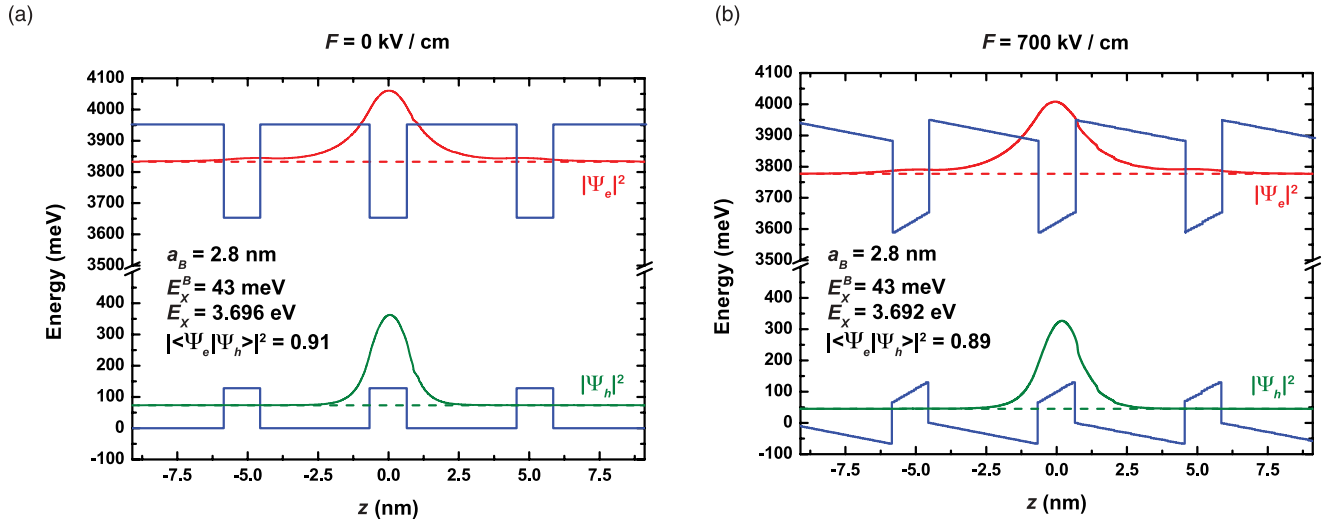 (a)
F = 0 kV / cm
4100
4000
3900
3800
3700
3600
3500
400
300
200
100
0
-100
Energy (meV)
|Ψe|²
aB = 2.8 nm
EXB = 43 meV
EX = 3.696 eV
|<Ψe|Ψh>|² = 0.91
|Ψh|²
-7.5 -5.0 -2.5 0.0 2.5 5.0 7.5
z (nm)
(b)
F = 700 kV / cm
4100
4000
3900
3800
3700
3600
3500
400
300
200
100
0
-100
Energy (meV)
|Ψe|²
aB = 2.8 nm
EXB = 43 meV
EX = 3.692 eV
|<Ψe|Ψh>|² = 0.89
|Ψh|²
-7.5 -5.0 -2.5 0.0 2.5 5.0 7.5
z (nm)